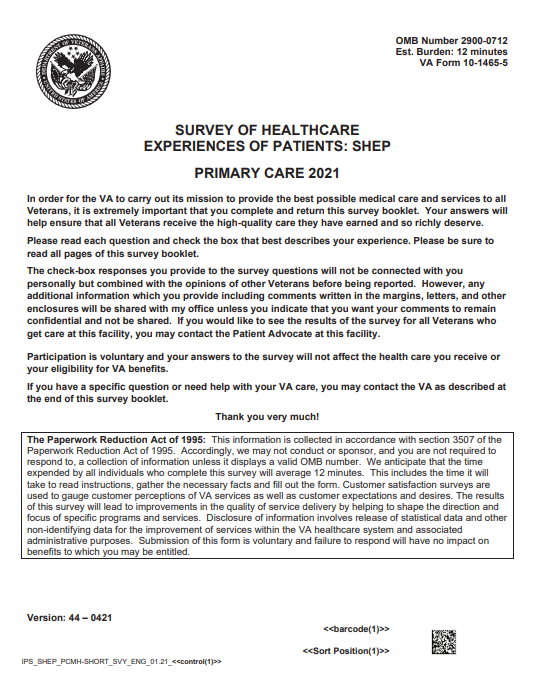 OMB Number 2900-0712
Est. Burden: 12 minutes
VA Form 10-1465-5
SURVEY OF HEALTHCARE
EXPERIENCES OF PATIENTS: SHEP
PRIMARY CARE 2021
In order for the VA to carry out its mission to provide the best possible medical care and services to all
Veterans, it is extremely important that you complete and return this survey booklet. Your answers will
help ensure that all Veterans receive the high-quality care they have earned and so richly deserve.
Please read each question and check the box that best describes your experience. Please be sure to
read all pages of this survey booklet.
The check-box responses you provide to the survey questions will not be connected with you
personally but combined with the opinions of other Veterans before being reported. However, any
additional information which you provide including comments written in the margins, letters, and other
enclosures will be shared with my office unless you indicate that you want your comments to remain
confidential and not be shared. If you would like to see the results of the survey for all Veterans who
get care at this facility, you may contact the Patient Advocate at this facility.
Participation is voluntary and your answers to the survey will not affect the health care you receive or
your eligibility for VA benefits.
If you have a specific question or need help with your VA care, you may contact the VA as described at
the end of this survey booklet.
Thank you very much!
The Paperwork Reduction Act of 1995: This information is collected in accordance with section 3507 of the
Paperwork Reduction Act of 1995. Accordingly, we may not conduct or sponsor, and you are not required to
respond to, a collection of information unless it displays a valid OMB number. We anticipate that the time
expended by all individuals who complete this survey will average 12 minutes. This includes the time it will
take to read instructions, gather the necessary facts and fill out the form. Customer satisfaction surveys are
used to gauge customer perceptions of VA services as well as customer expectations and desires. The results
of this survey will lead to improvements in the quality of service delivery by helping to shape the direction and
focus of specific programs and services. Disclosure of information involves release of statistical data and other
non-identifying data for the improvement of services within the VA healthcare system and associated
administrative purposes. Submission of this form is voluntary and failure to respond will have no impact on
benefits to which you may be entitled.
Version: 44 – 0421
<<barcode(1)>>
<<Sort Position(1)>>
IPS_SHEP_PCMH-SHORT_SVY_ENG_01.21_<<control(1)>>